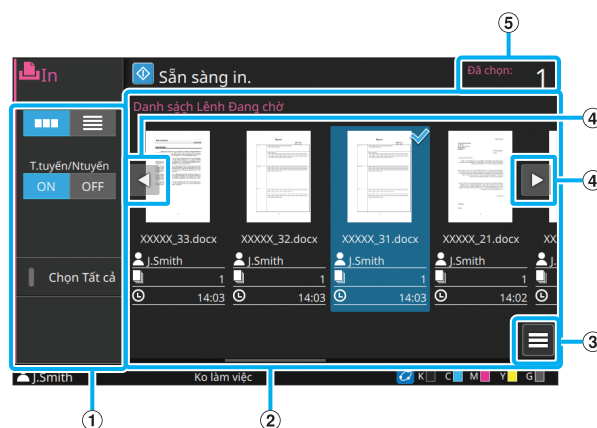 ⑤
In
Sẵn sàng in.
Đã chọn:
1
Danh sách Lệnh Đang chờ
④
T.tuyến/Ntuyến
ON
OFF
④
XXXXX_33.docx
XXXXX_32.docx
XXXXX_31.docx
XXXXX_21.docx
XX
J.Smith
J.Smith
J.Smith
J.Smith
J
Chọn Tất cả
1
1
1
1
14:03
14:03
14:03
14:02
③
J.Smith
Ko làm việc
K
C
M
Y
G
①
②